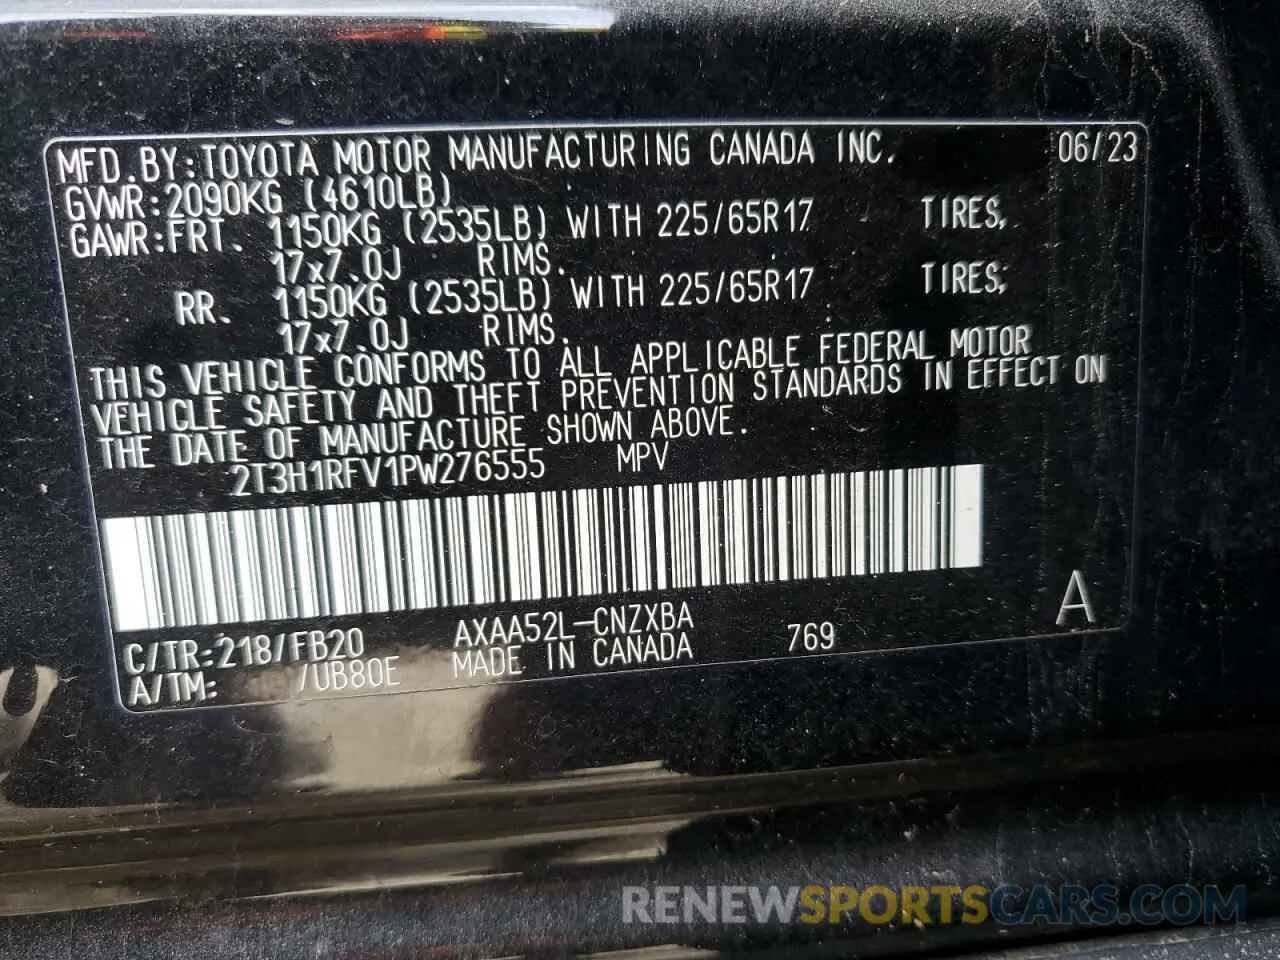 MFD.BY:TOYOTA MOTOR MANUFACTURING CANADA INC. 06/23
GVWR:2090KG (4610LB)
GAWR:FRT. 1150KG (2535LB) WITH 225/65R17 TIRES,
17x7.0J RIMS.
RR. 1150KG (2535LB) WITH 225/65R17 TIRES;
17x7.0J RIMS.
THIS VEHICLE CONFORMS TO ALL APPLICABLE FEDERAL MOTOR
VEHICLE SAFETY AND THEFT PREVENTION STANDARDS IN EFFECT ON
THE DATE OF MANUFACTURE SHOWN ABOVE.
2T3H1RFV1PW276555 MPV
C/TR:218/FB20 AXAA52L-CNZXBA 769 A
A/TM: /UB80E MADE IN CANADA
RENEWSPORTSCARS.COM